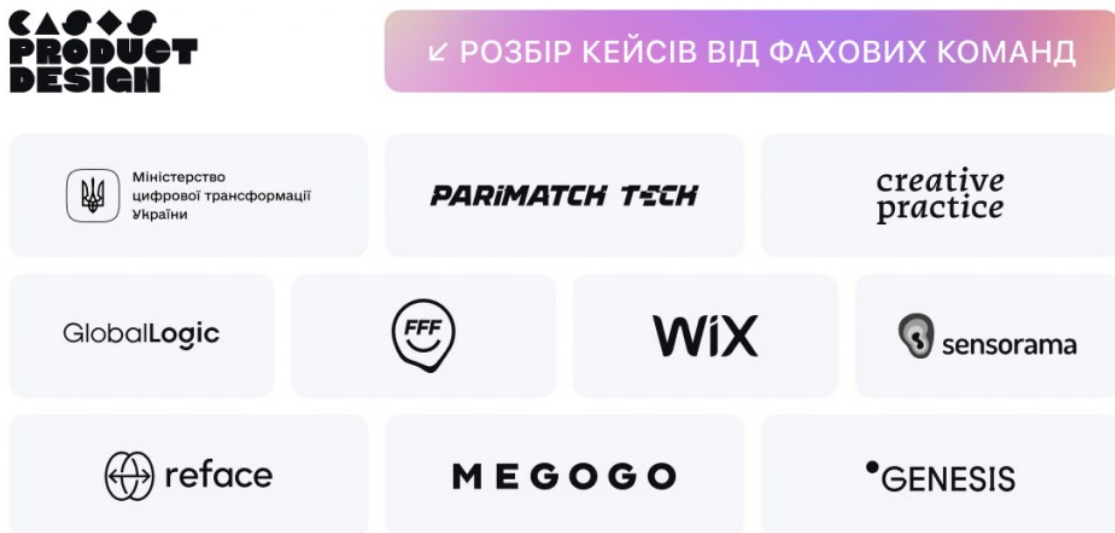 CASES
PRODUCT
DESIGN
↙ РОЗБІР КЕЙСІВ ВІД ФАХОВИХ КОМАНД
Міністерство
цифрової трансформації
України
PARiMATCH TECH
creative
practice
GlobalLogic
FFF
WiX
sensorama
reface
MEGOGO
GENESIS